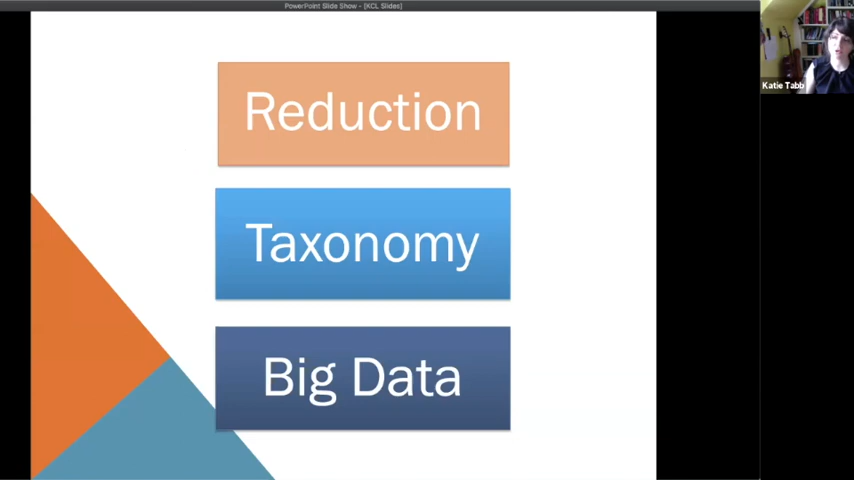 PowerPoint Slide Show - [KCL Slides]
Reduction
Katie Tabb
Taxonomy
Big Data